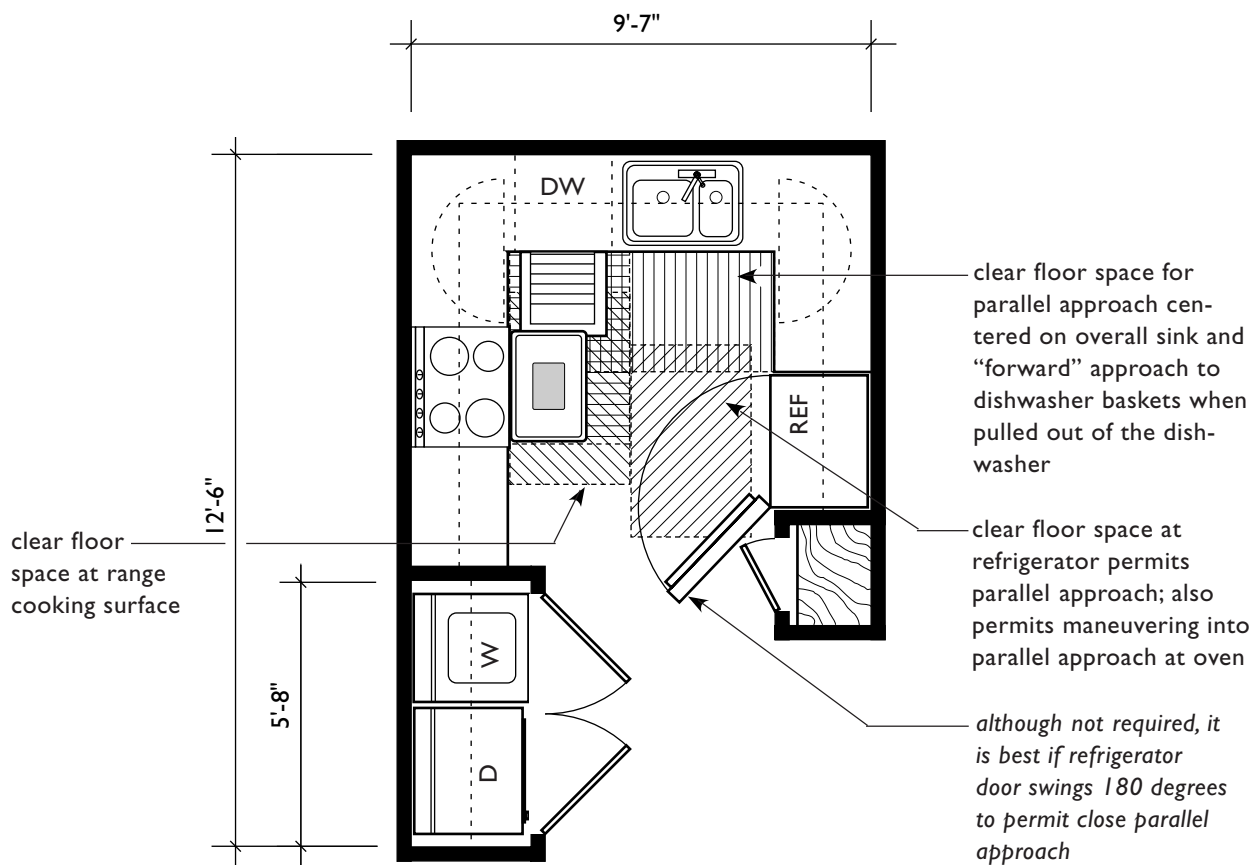 9'-7"
DW
clear floor space for
parallel approach cen-
tered on overall sink and
“forward” approach to
dishwasher baskets when
pulled out of the dish-
washer
REF
12'-6"
clear floor
space at range
cooking surface
clear floor space at
refrigerator permits
parallel approach; also
permits maneuvering into
parallel approach at oven
W
5'-8"
D
although not required, it
is best if refrigerator
door swings 180 degrees
to permit close parallel
approach